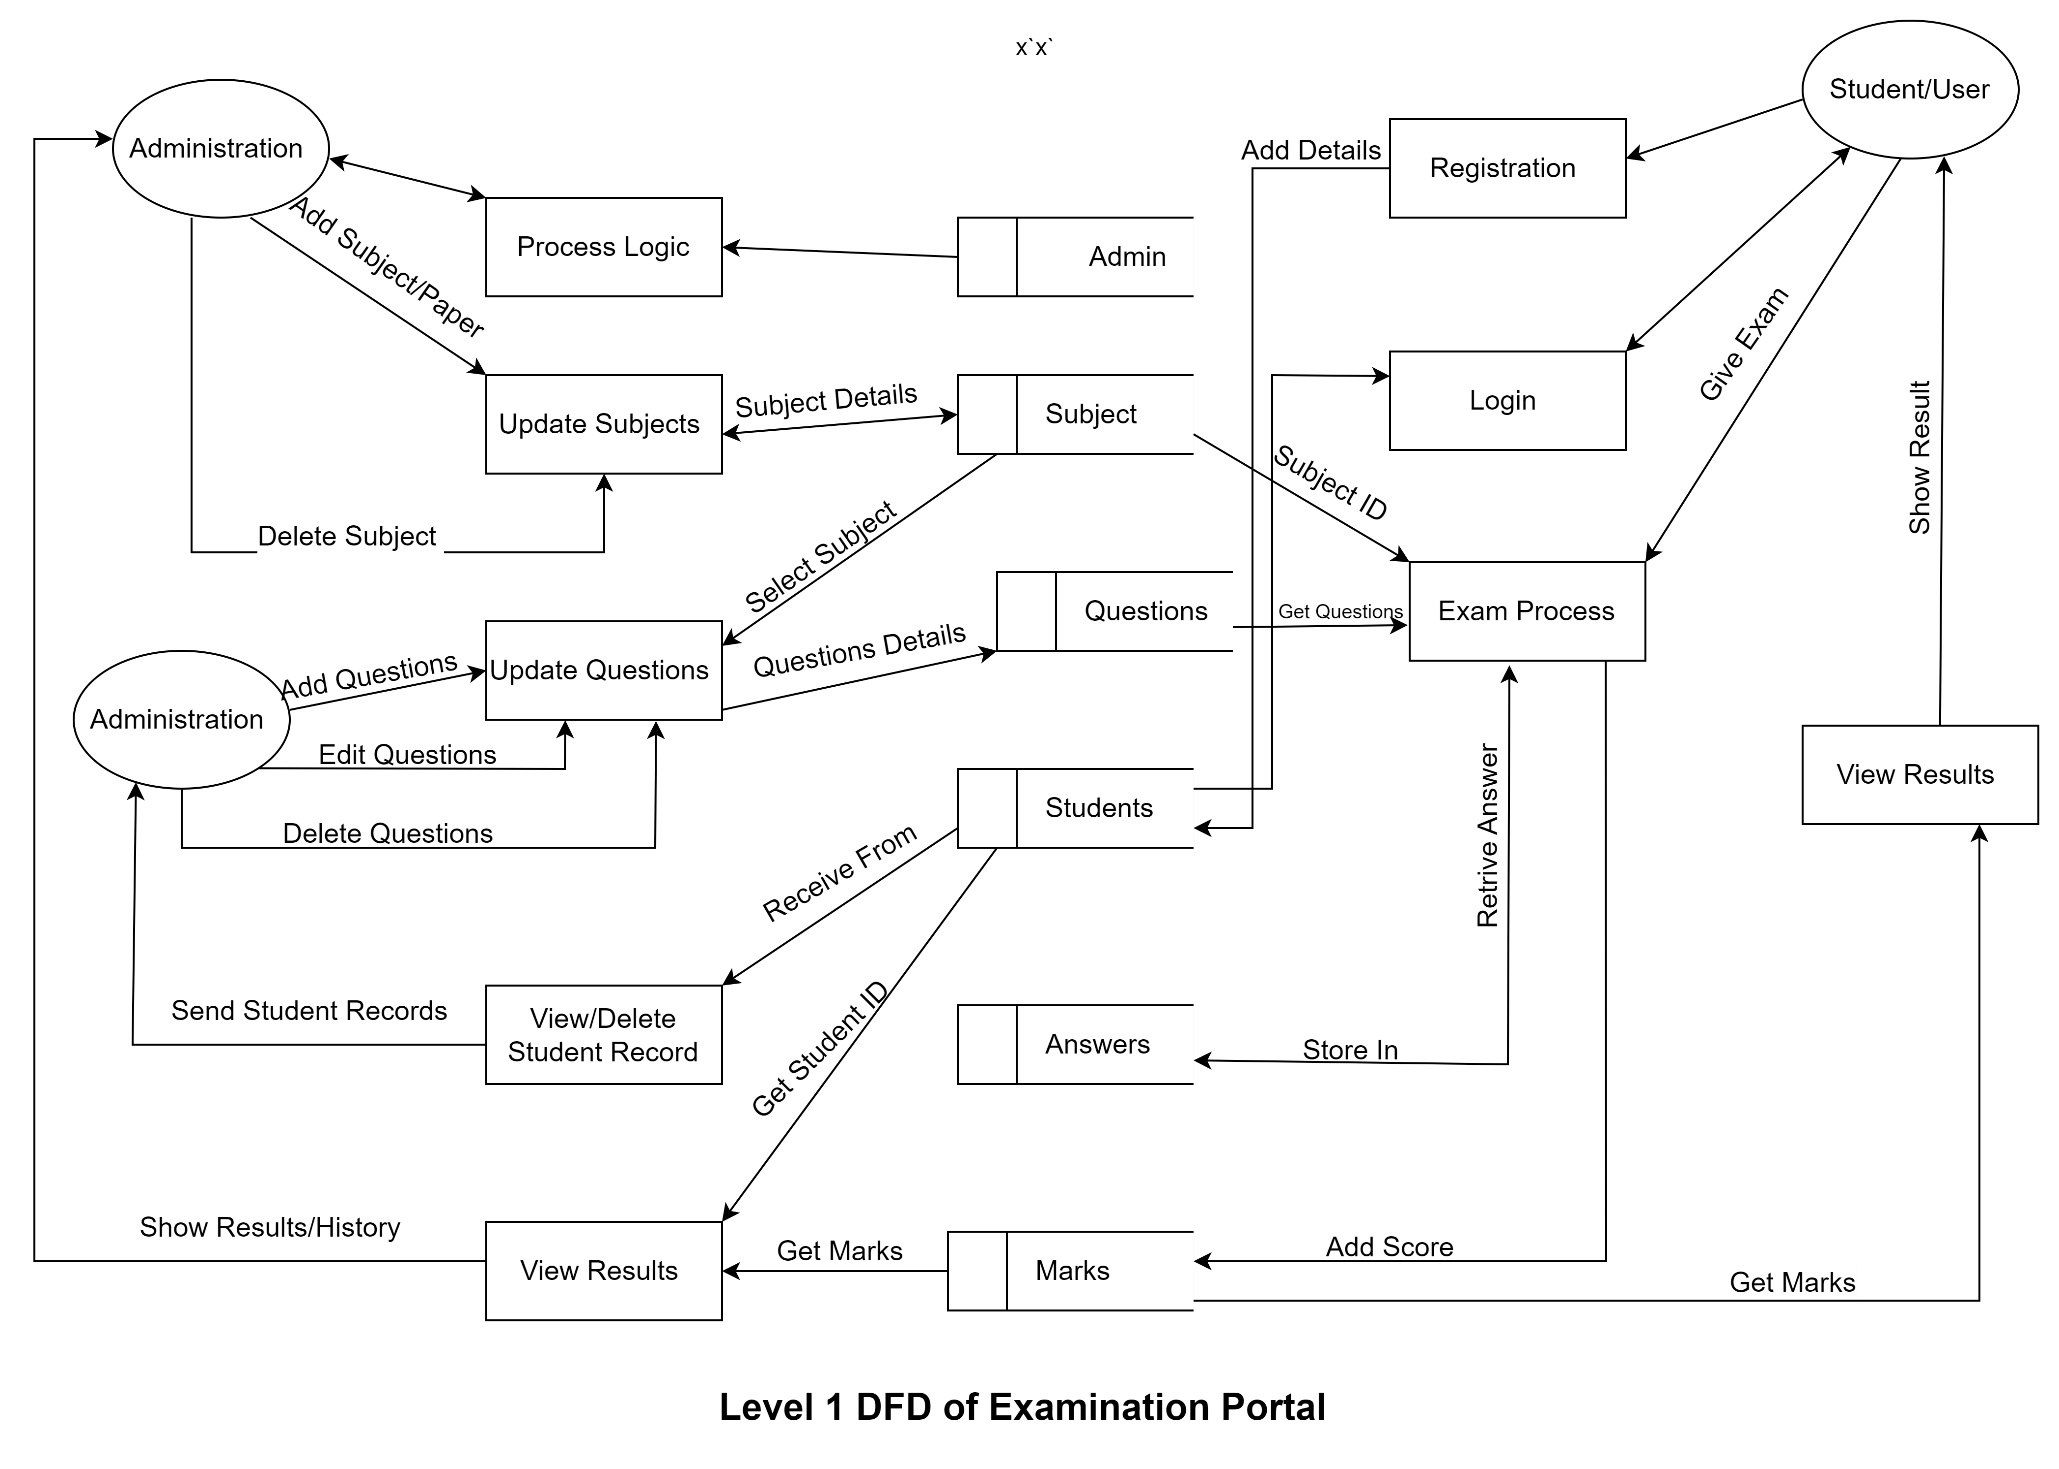 x`x`
Student/User
Administration
Add Details
Registration
Process Logic
Admin
Add Subject/Paper
Give Exam
Update Subjects
Subject Details
Subject
Login
Show Result
Subject ID
Delete Subject
Select Subject
Questions
Get Questions
Exam Process
Add Questions
Update Questions
Questions Details
Administration
Edit Questions
Delete Questions
Students
View Results
Retrive Answer
Receive From
Send Student Records
View/Delete
Student Record
Get Student ID
Answers
Store In
Show Results/History
View Results
Get Marks
Marks
Add Score
Get Marks
Level 1 DFD of Examination Portal